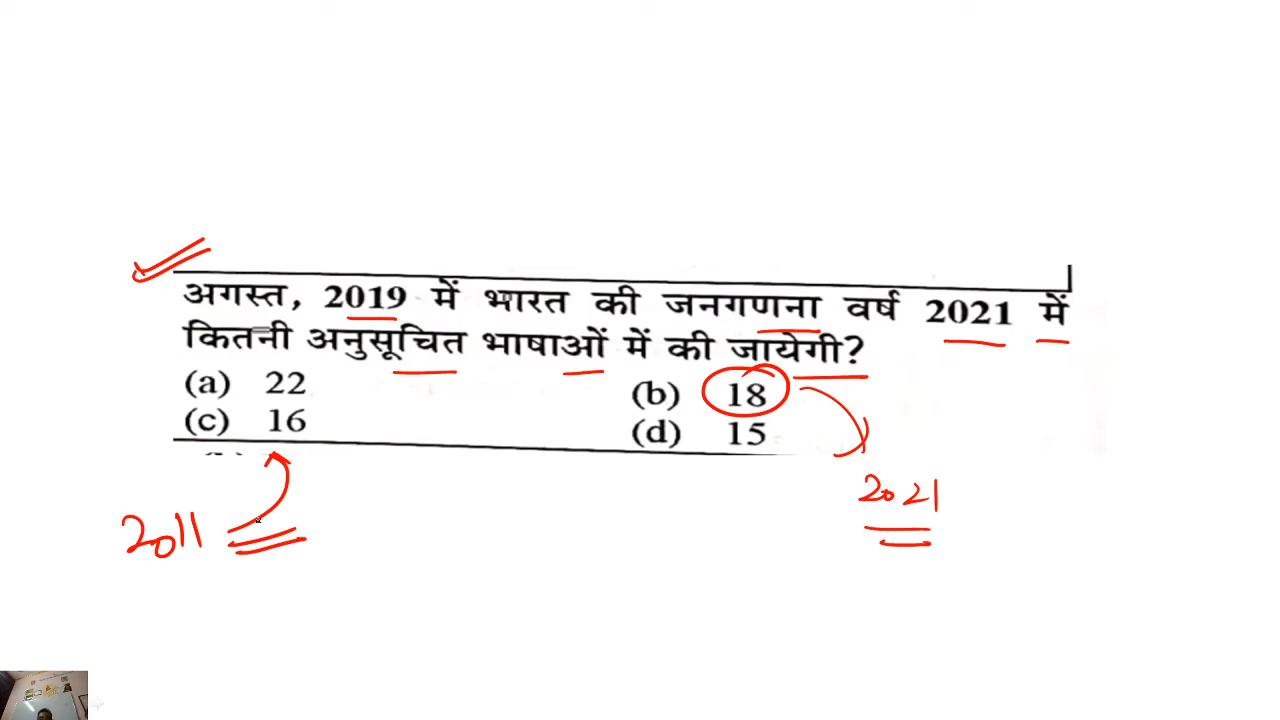 अगस्त, 2019 में भारत की जनगणना वर्ष 2021 में
कितनी अनुसूचित भाषाओं में की जायेगी?
(a) 22 (b) 18
(c) 16 (d) 15
2011
2021